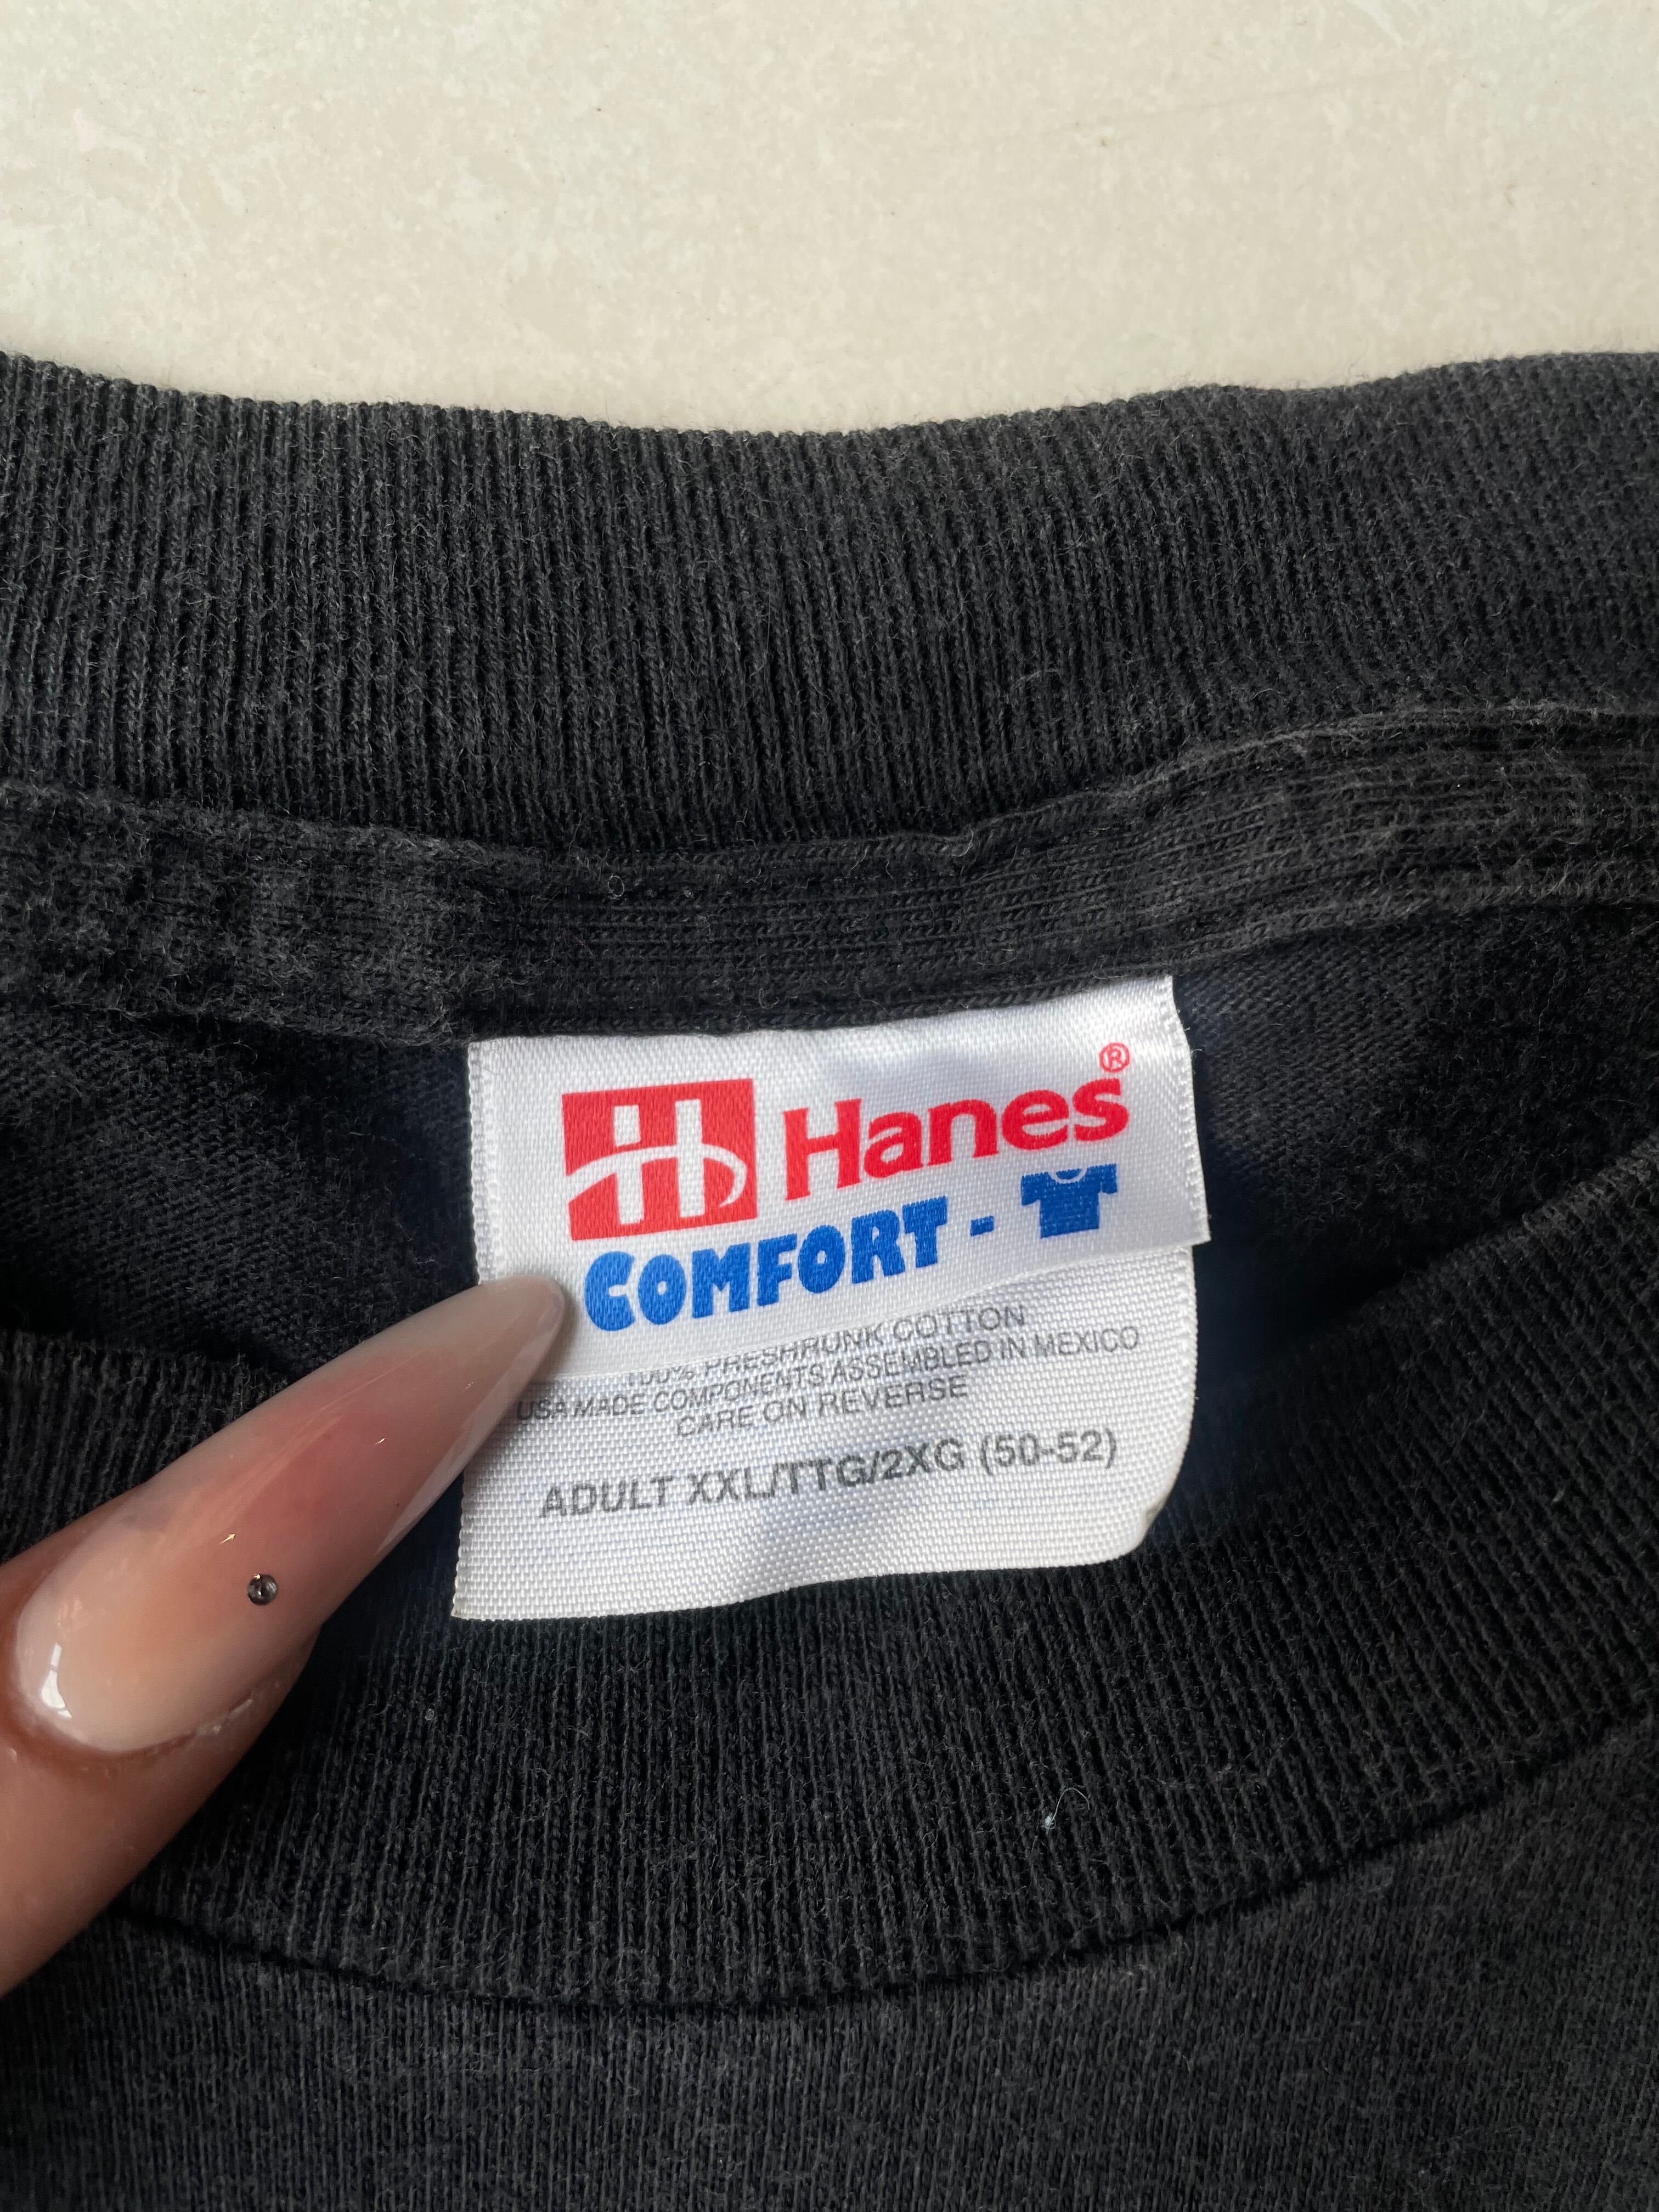 Hanes®
COMFORT -
100% PRESHRUNK COTTON
USA MADE COMPONENTS ASSEMBLED IN MEXICO
CARE ON REVERSE
ADULT XXL/TTG/2XG (50-52)